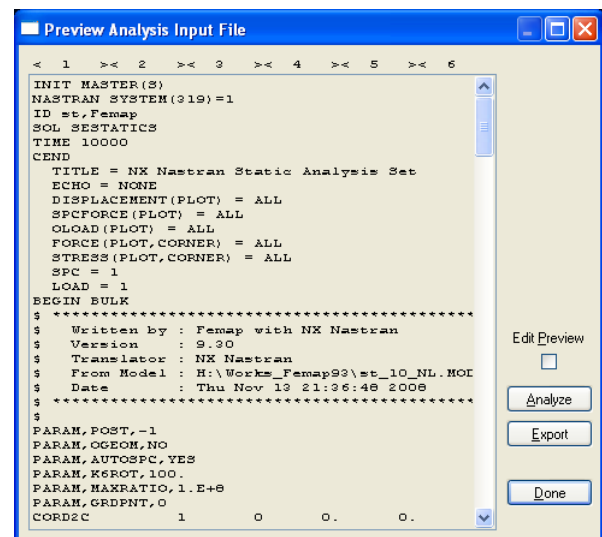 Preview Analysis Input File
< 1 >< 2 >< 3 >< 4 >< 5 >< 6
INIT MASTER(S)
NASTRAN SYSTEM(319)=1
ID st,Femap
SOL SESTATICS
TIME 10000
CEND
TITLE = NX Nastran Static Analysis Set
ECHO = NONE
DISPLACEMENT(PLOT) = ALL
SPCFORCE(PLOT) = ALL
OLOAD(PLOT) = ALL
FORCE(PLOT,CORNER) = ALL
STRESS(PLOT,CORNER) = ALL
SPC = 1
LOAD = 1
BEGIN BULK
$ ********************************************
$ Written by : Femap with NX Nastran
$ Version : 9.30
$ Translator : NX Nastran
$ From Model : H:\Works_Femap93\st_10_NL.MOD
$ Date : Thu Nov 13 21:36:48 2008
$ ********************************************
$
PARAM,POST,-1
PARAM,OGEOM,NO
PARAM,AUTOSPC,YES
PARAM,K6ROT,100.
PARAM,MAXRATIO,1.E+8
PARAM,GRDPNT,0
CORD2C 1 0 0. 0.
Edit Preview
Analyze
Export
Done